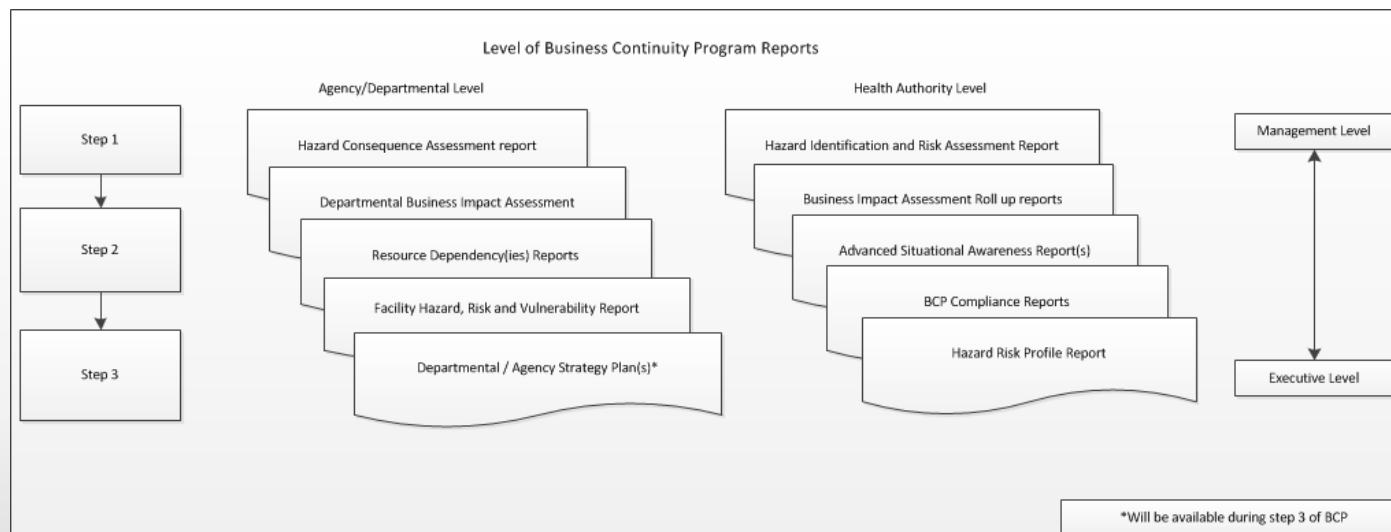 Level of Business Continuity Program Reports
Agency/Departmental Level
Health Authority Level
Step 1
Step 2
Step 3
Hazard Consequence Assessment report
Departmental Business Impact Assessment
Resource Dependency(ies) Reports
Facility Hazard, Risk and Vulnerability Report
Departmental / Agency Strategy Plan(s)*
Hazard Identification and Risk Assessment Report
Business Impact Assessment Roll up reports
Advanced Situational Awareness Report(s)
BCP Compliance Reports
Hazard Risk Profile Report
Management Level
Executive Level
*Will be available during step 3 of BCP